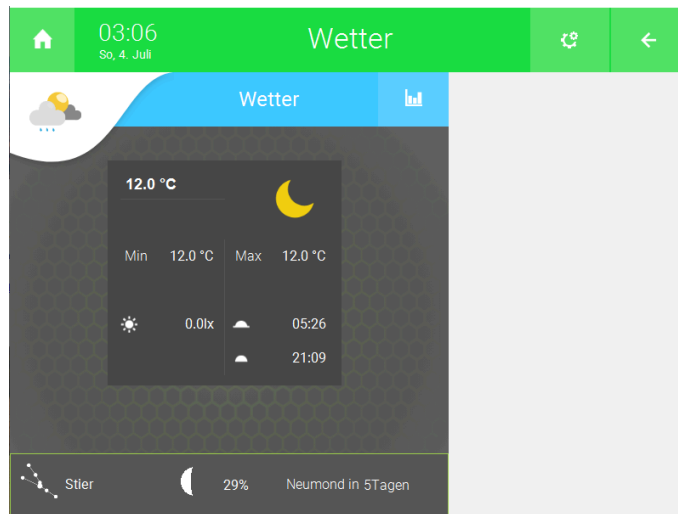 03:06
So, 4. Juli
Wetter
Wetter
12.0 °C
Min 12.0 °C Max 12.0 °C
0.0lx 05:26
21:09
Stier 29% Neumond in 5Tagen